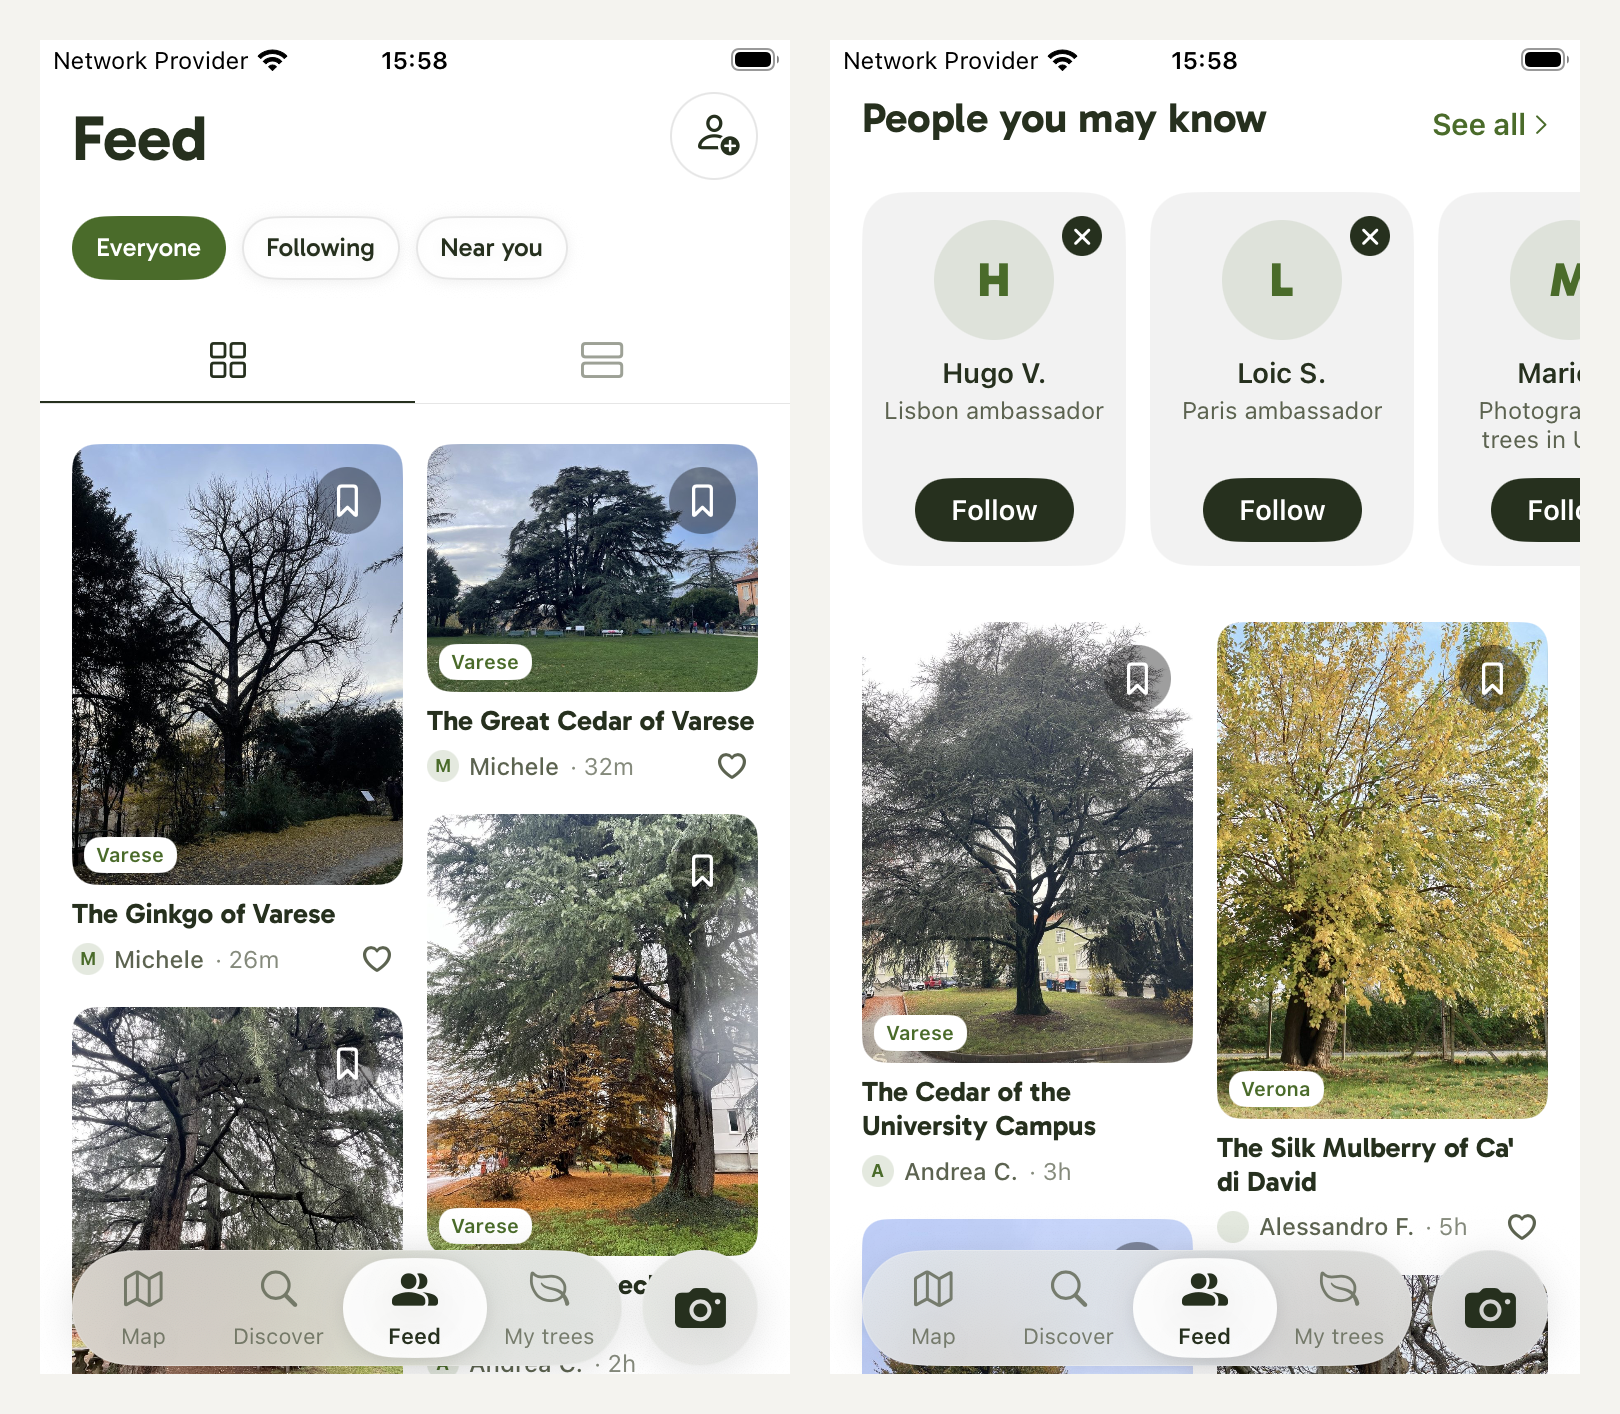 Network Provider 15:58
Feed
Everyone Following Near you
Varese
The Ginkgo of Varese
M Michele · 26m
Varese
The Great Cedar of Varese
M Michele · 32m
Varese
Andrea C. · 2h
Map Discover Feed My trees
Network Provider 15:58
People you may know See all
H
Hugo V.
Lisbon ambassador
Follow
L
Loic S.
Paris ambassador
Follow
M
trees in
Varese
The Cedar of the
University Campus
A Andrea C. · 3h
Verona
The Silk Mulberry of Ca'
di David
Alessandro F. · 5h
Map Discover Feed My trees